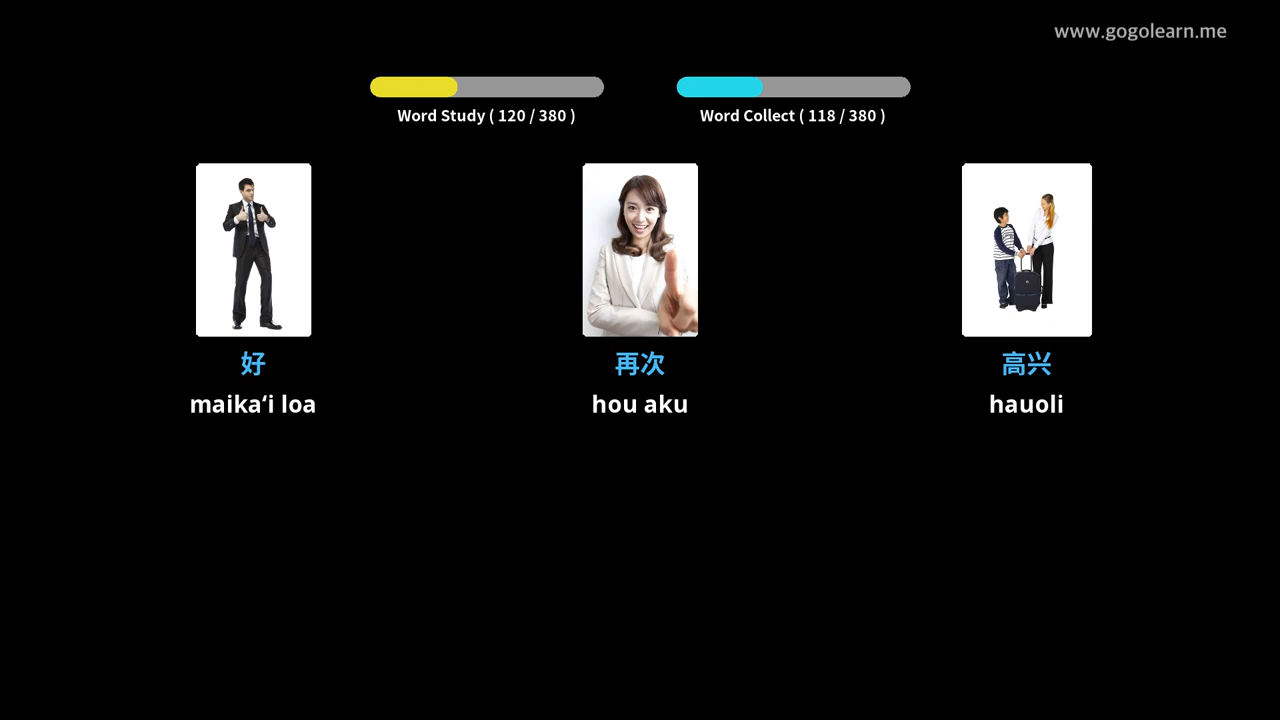 www.gogolearn.me
Word Study ( 120 / 380 )
Word Collect ( 118 / 380 )
好
再次
高兴
maikaʻi loa
hou aku
hauoli